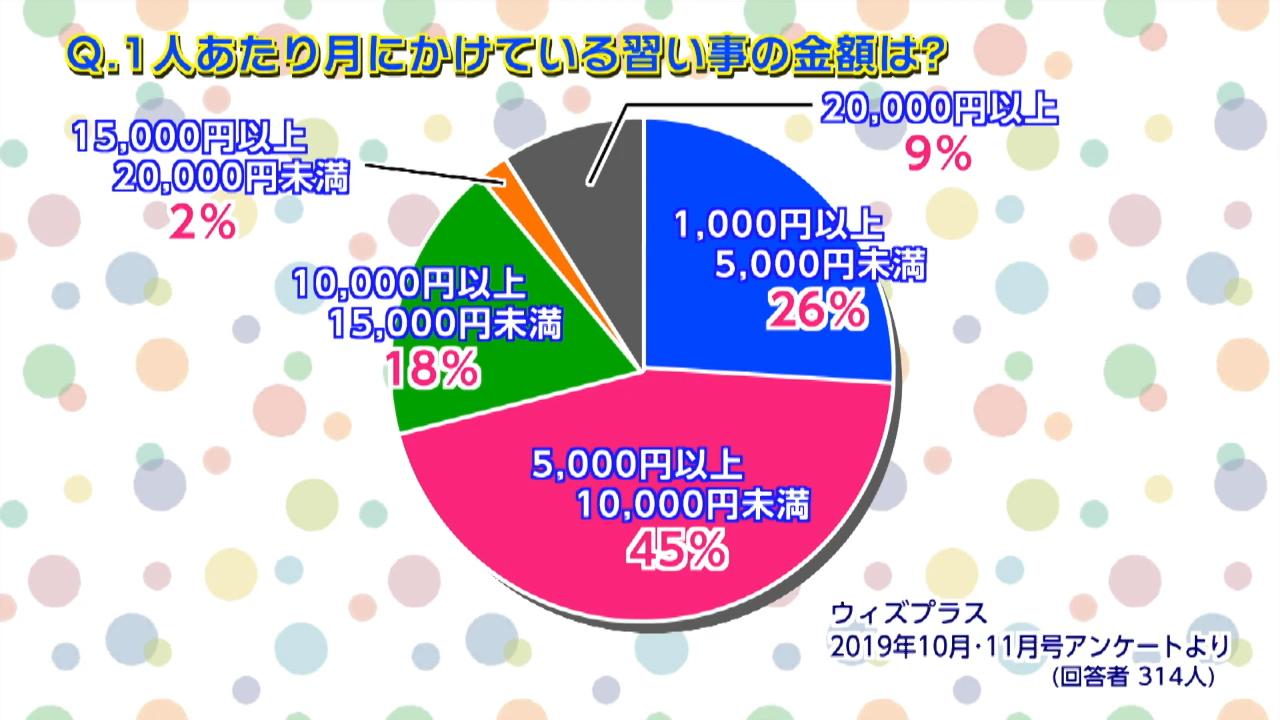 Q.1人あたり月にかけている習い事の金額は?
20,000円以上
9%
15,000円以上
20,000円未満
2%
1,000円以上
5,000円未満
26%
10,000円以上
15,000円未満
18%
5,000円以上
10,000円未満
45%
ウィズプラス
2019年10月・11月号アンケートより
(回答者 314人)